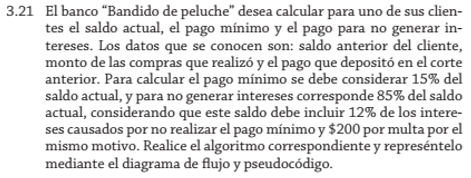 3.21 El banco “Bandido de peluche” desea calcular para uno de sus clien-
tes el saldo actual, el pago mínimo y el pago para no generar in-
tereses. Los datos que se conocen son: saldo anterior del cliente,
monto de las compras que realizó y el pago que depositó en el corte
anterior. Para calcular el pago mínimo se debe considerar 15% del
saldo actual, y para no generar intereses corresponde 85% del saldo
actual, considerando que este saldo debe incluir 12% de los intere-
ses causados por no realizar el pago mínimo y $200 por multa por el
mismo motivo. Realice el algoritmo correspondiente y represéntelo
mediante el diagrama de flujo y pseudocódigo.